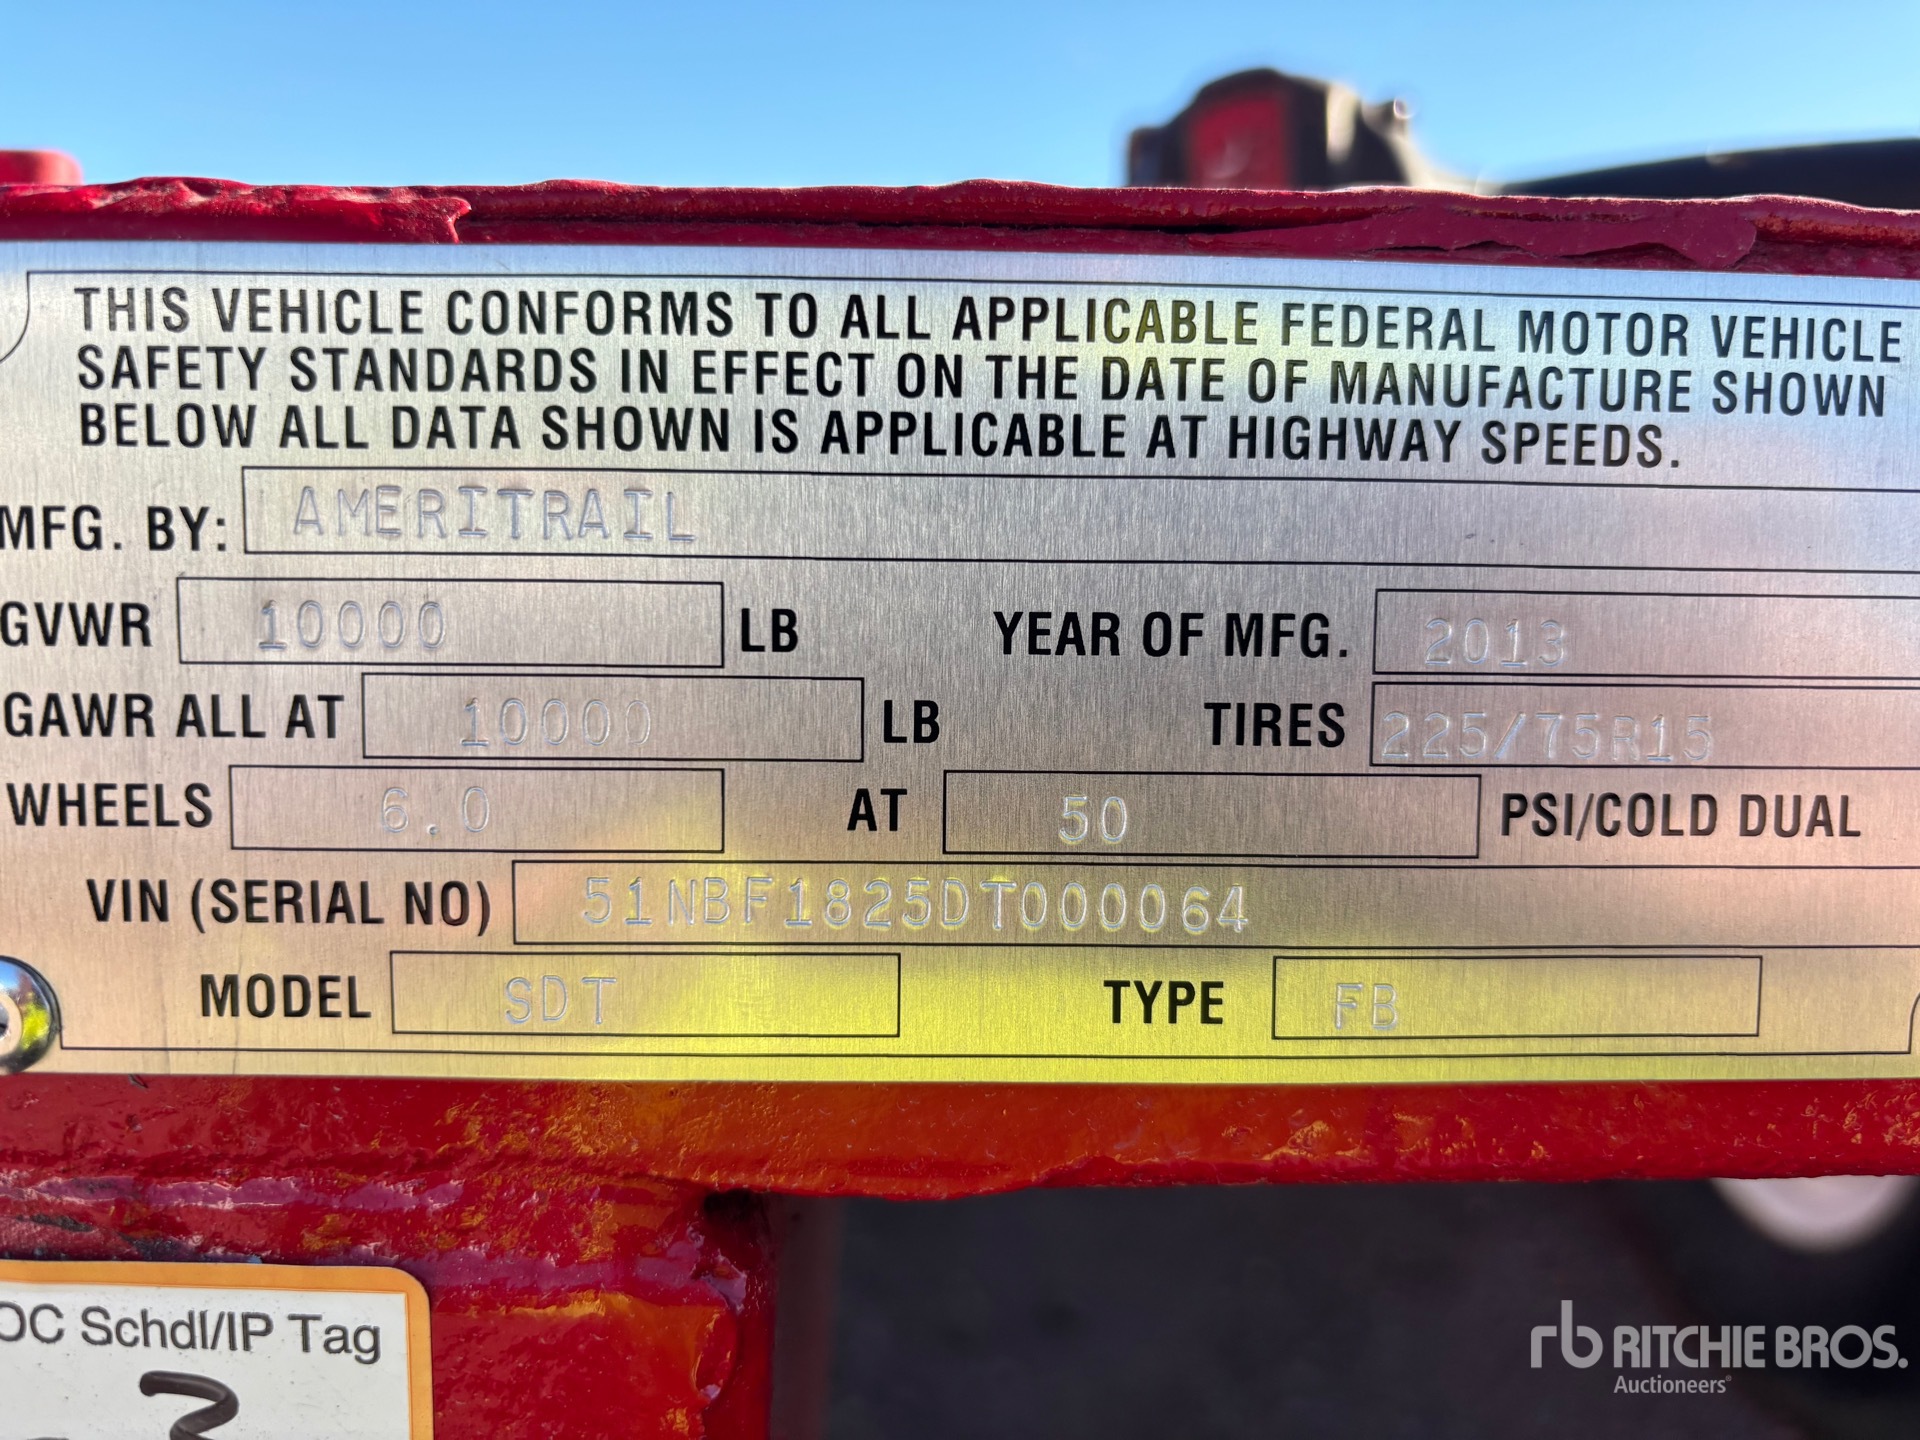 THIS VEHICLE CONFORMS TO ALL APPLICABLE FEDERAL MOTOR VEHICLE
SAFETY STANDARDS IN EFFECT ON THE DATE OF MANUFACTURE SHOWN
BELOW ALL DATA SHOWN IS APPLICABLE AT HIGHWAY SPEEDS.
MFG. BY: AMERITRAIL
GVWR 10000 LB YEAR OF MFG. 2013
GAWR ALL AT 10000 LB TIRES 225/75R15
WHEELS 6.0 AT 50 PSI/COLD DUAL
VIN (SERIAL NO) 51NBF1825DT000064
MODEL SDT TYPE FB
Schdl/IP Tag
rb RITCHIE BROS.
Auctioneers